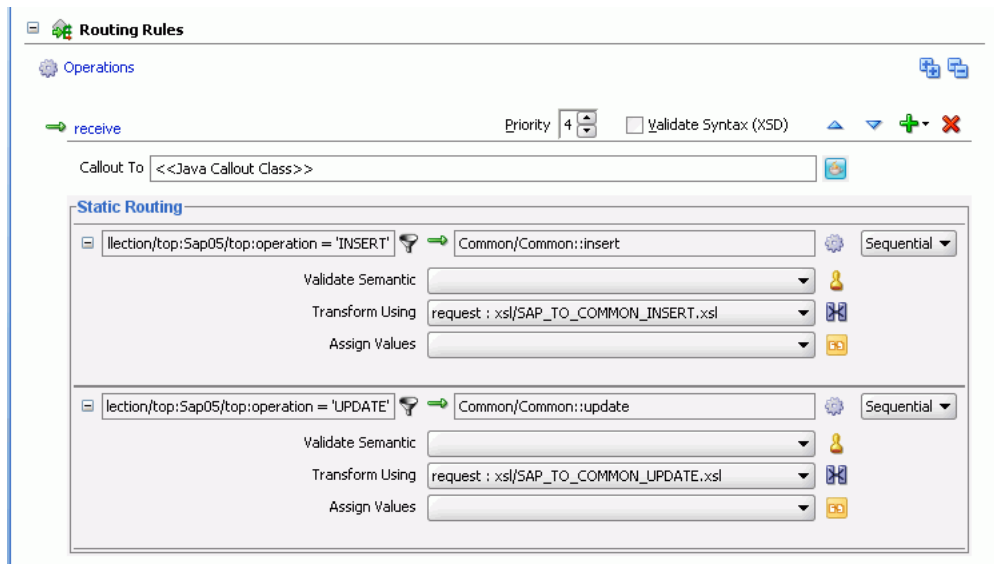 Routing Rules
Operations
receive Priority 4 Validate Syntax (XSD)
Callout To <<Java Callout Class>>
Static Routing
llection/top:Sap05/top:operation = 'INSERT' Common/Common::insert Sequential
Validate Semantic
Transform Using request : xsl/SAP_TO_COMMON_INSERT.xsl
Assign Values
lection/top:Sap05/top:operation = 'UPDATE' Common/Common::update Sequential
Validate Semantic
Transform Using request : xsl/SAP_TO_COMMON_UPDATE.xsl
Assign Values